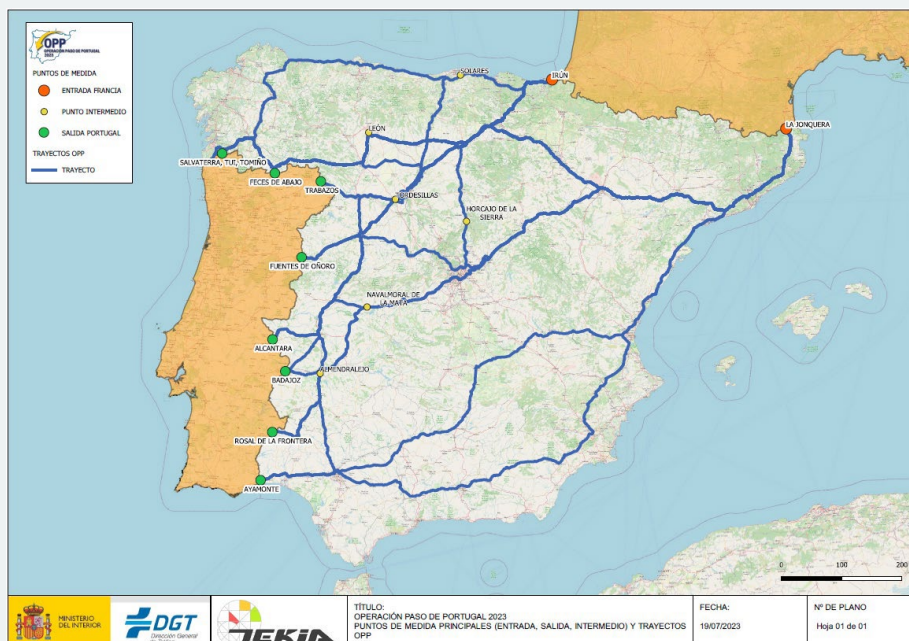 OPP
OPERACIÓN PASO DE PORTUGAL
2023
PUNTOS DE MEDIDA
ENTRADA FRANCIA
PUNTO INTERMEDIO
SALIDA PORTUGAL
TRAYECTOS OPP
TRAYECTO
SOLARES
IRÚN
LA JONQUERA
LEÓN
SALVATERRA, TUI, TOMIÑO
FECES DE ABAJO
TRABAZOS
TORDESILLAS
HORCAJO DE LA
SIERRA
FUENTES DE OÑORO
NAVALMORAL DE
LA MATA
ALCANTARA
BADAJOZ
ALMENDRALEJO
ROSAL DE LA FRONTERA
AYAMONTE
0 100 200
MINISTERIO
DEL INTERIOR
DGT
Dirección General
TEKIA
TÍTULO:
OPERACIÓN PASO DE PORTUGAL 2023
PUNTOS DE MEDIDA PRINCIPALES (ENTRADA, SALIDA, INTERMEDIO) Y TRAYECTOS
OPP
FECHA:
19/07/2023
Nº DE PLANO
Hoja 01 de 01